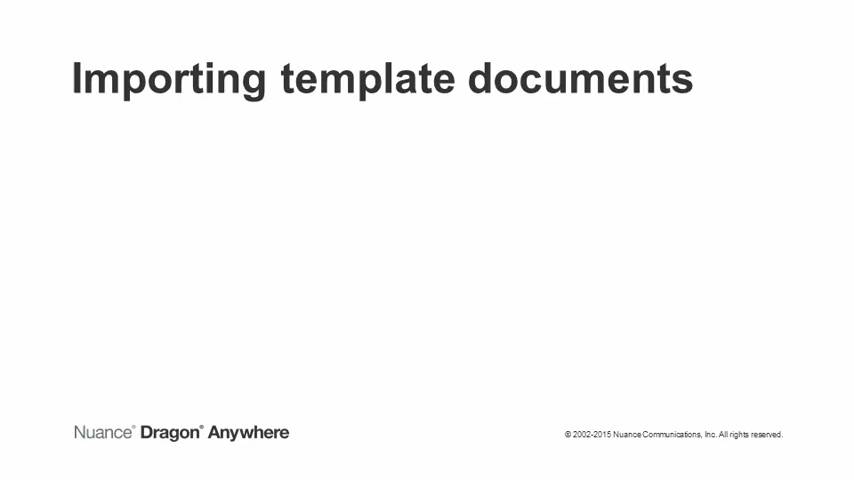 Importing template documents
Nuance® Dragon® Anywhere
© 2002-2015 Nuance Communications, Inc. All rights reserved.